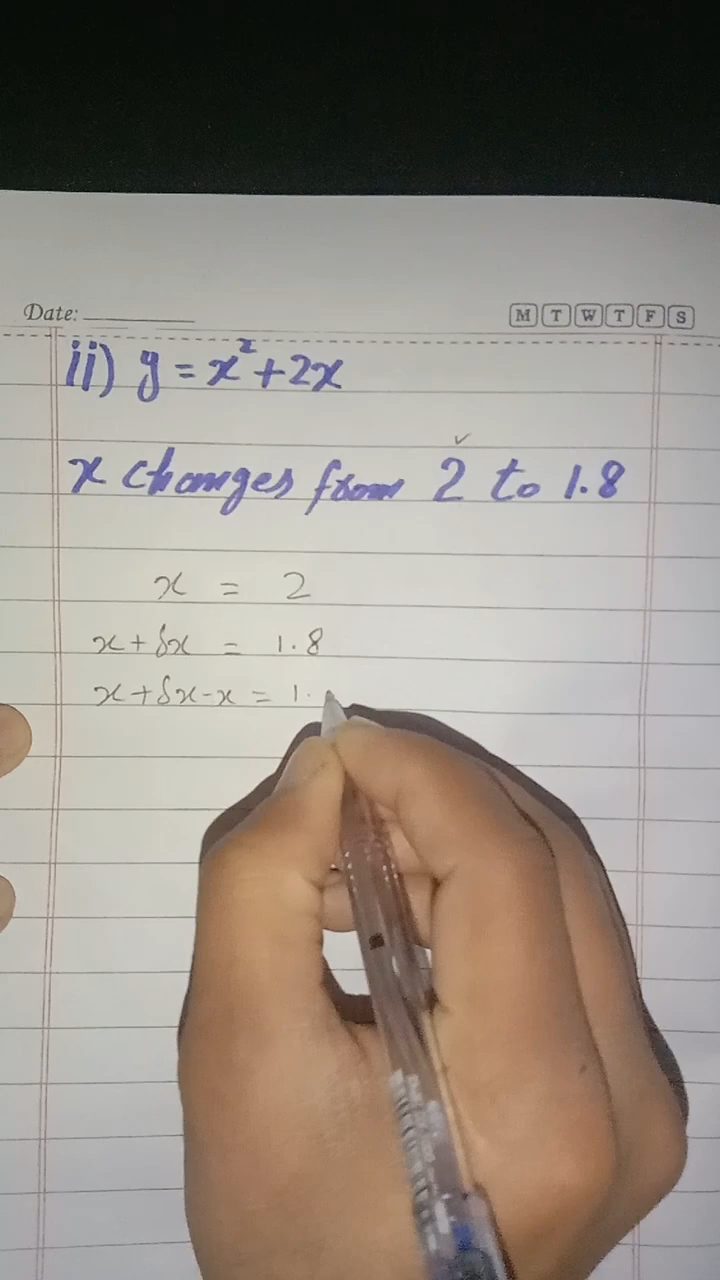 Date:
M T W T F S
ii) y = x² + 2x
x changes from 2 to 1.8
x = 2
x + δx = 1.8
x + δx - x = 1.